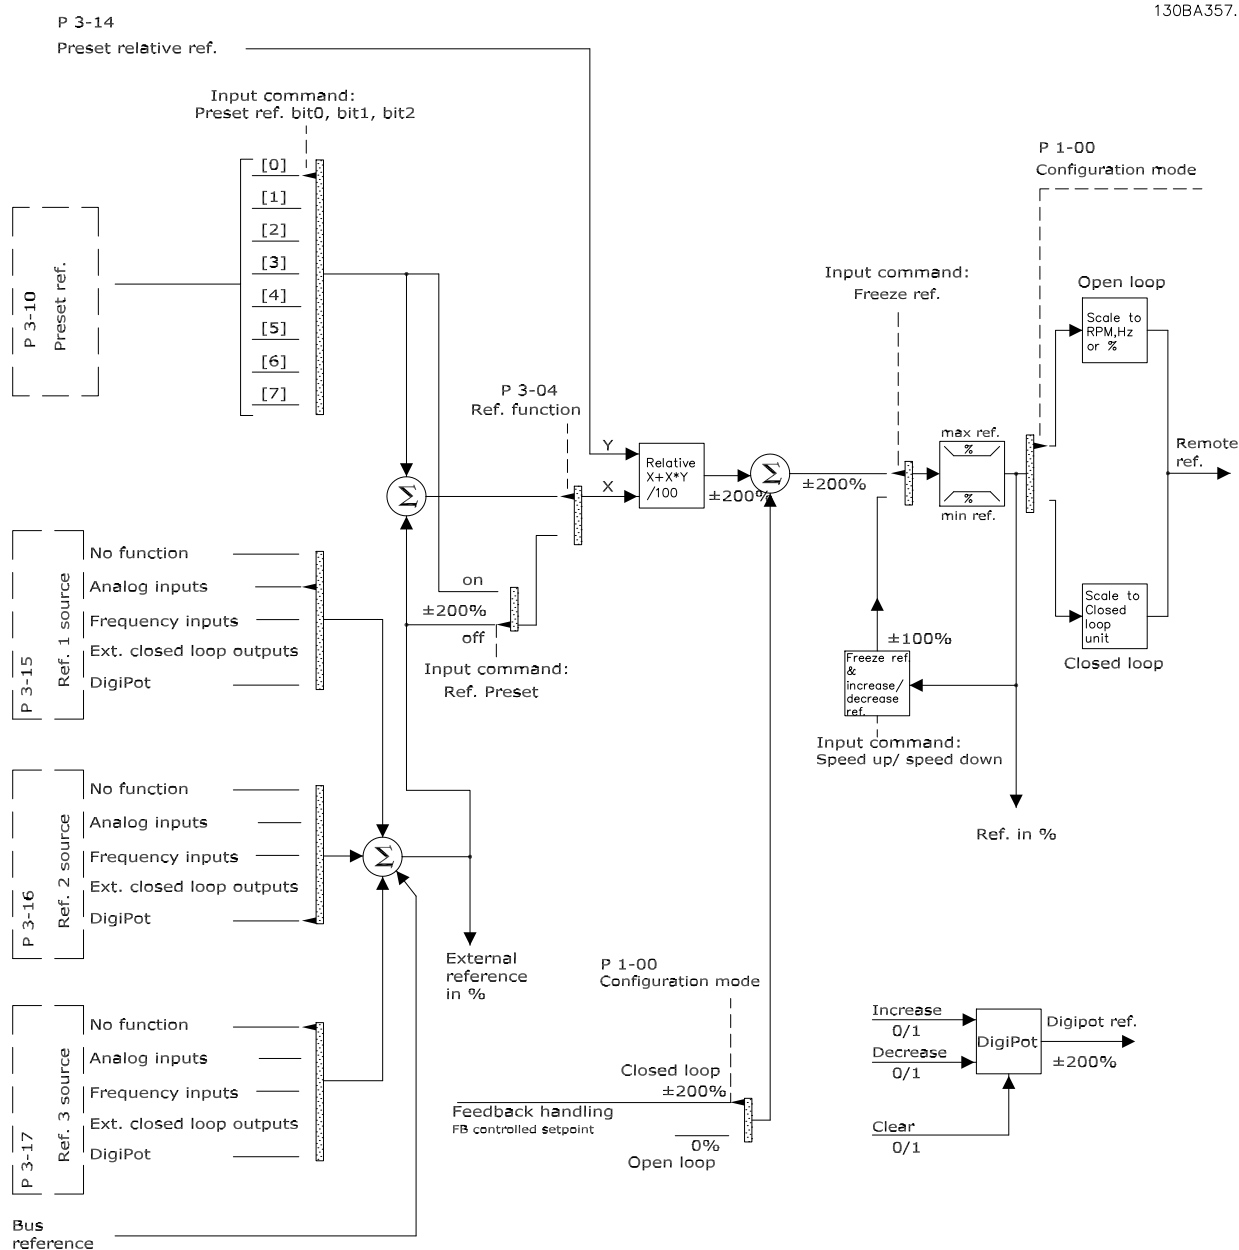 130BA357.
P 3-14
Preset relative ref.
Input command:
Preset ref. bit0, bit1, bit2
[0]
[1]
[2]
[3]
[4]
[5]
[6]
[7]
P 3-10
Preset ref.
P 1-00
Configuration mode
Input command:
Freeze ref.
Open loop
Scale to
RPM,Hz
or %
P 3-04
Ref. function
Y
X
Relative
X+X*Y
/100
±200%
Σ
±200%
max ref.
%
%
min ref.
Remote
ref.
Σ
P 3-15
Ref. 1 source
No function
Analog inputs
Frequency inputs
Ext. closed loop outputs
DigiPot
on
±200%
off
Input command:
Ref. Preset
±100%
Freeze ref.
&
increase/
decrease
ref.
Input command:
Speed up/ speed down
Scale to
Closed
loop
unit
Closed loop
Ref. in %
P 3-16
Ref. 2 source
No function
Analog inputs
Frequency inputs
Ext. closed loop outputs
DigiPot
Σ
External
reference
in %
P 1-00
Configuration mode
Closed loop
±200%
Feedback handling
FB controlled setpoint
0%
Open loop
P 3-17
Ref. 3 source
No function
Analog inputs
Frequency inputs
Ext. closed loop outputs
DigiPot
Increase
0/1
Decrease
0/1
Clear
0/1
DigiPot
Digipot ref.
±200%
Bus
reference